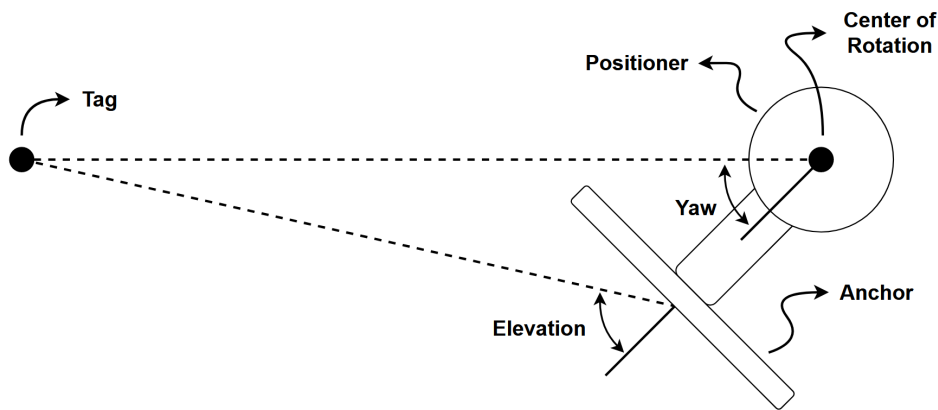 Center of
Rotation
Positioner
Tag
Yaw
Anchor
Elevation